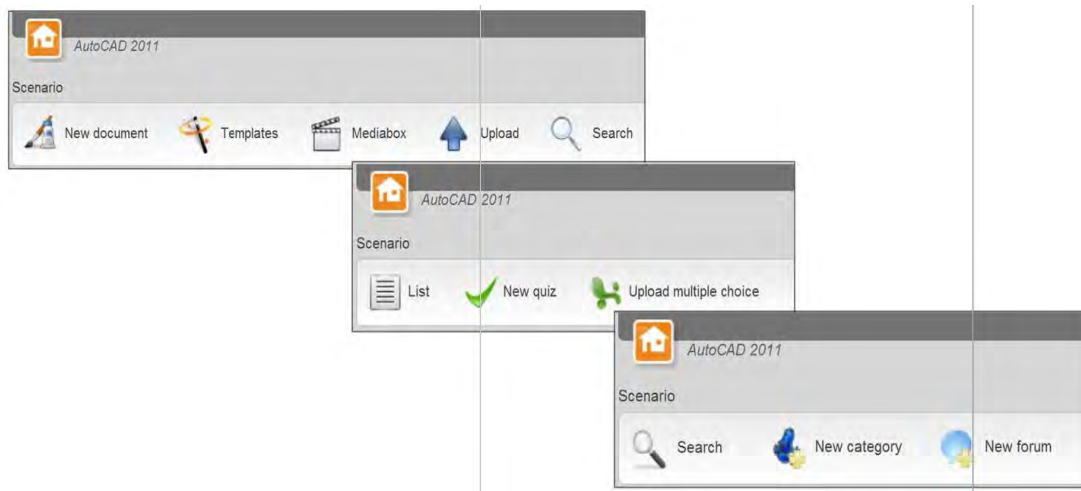 AutoCAD 2011
Scenario
New document Templates Mediabox Upload Search
AutoCAD 2011
Scenario
List New quiz Upload multiple choice
AutoCAD 2011
Scenario
Search New category New forum